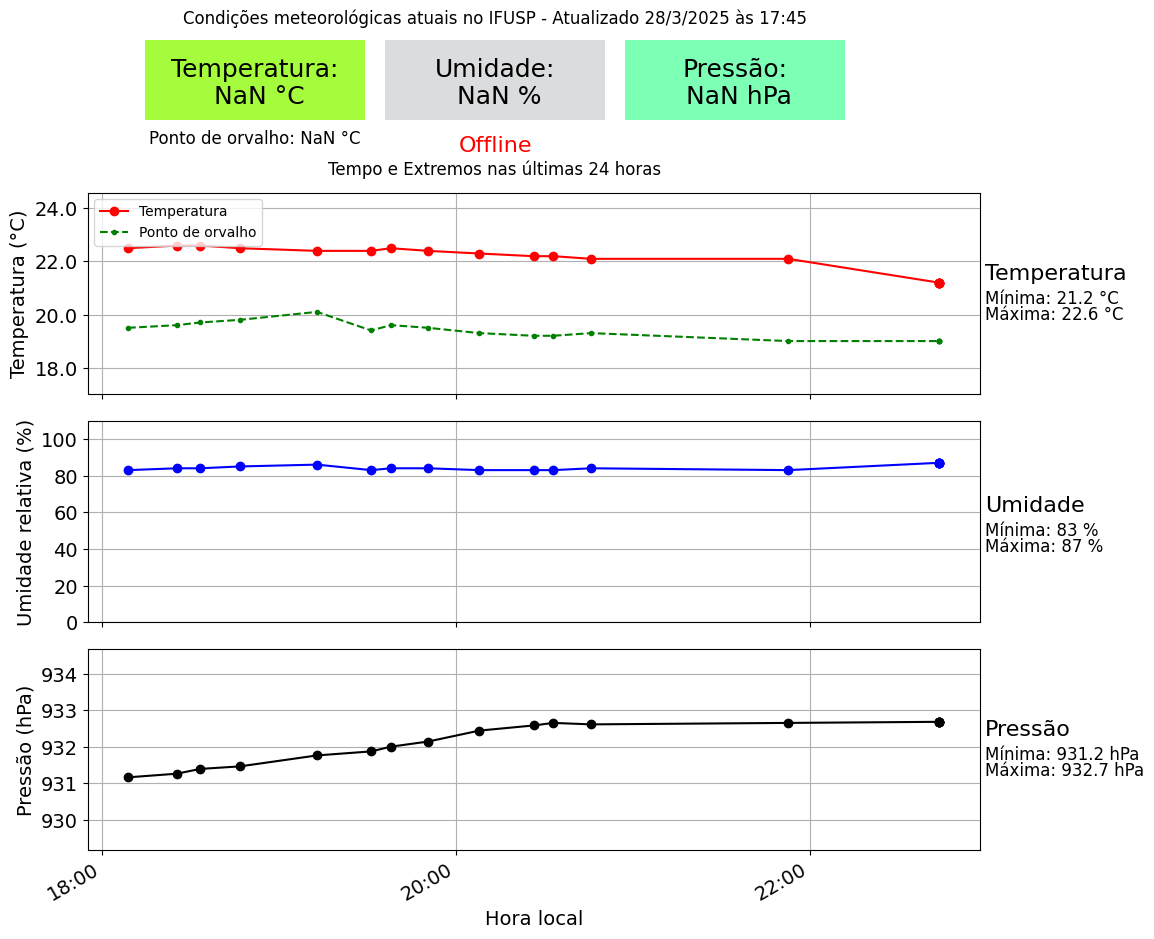 Condições meteorológicas atuais no IFUSP - Atualizado 28/3/2025 às 17:45
Temperatura:
NaN °C
Umidade:
NaN %
Pressão:
NaN hPa
Ponto de orvalho: NaN °C
Offline
Tempo e Extremos nas últimas 24 horas
Temperatura (°C)
24.0
22.0
20.0
18.0
Temperatura
Ponto de orvalho
Temperatura
Mínima: 21.2 °C
Máxima: 22.6 °C
Umidade relativa (%)
100
80
60
40
20
0
Umidade
Mínima: 83 %
Máxima: 87 %
Pressão (hPa)
934
933
932
931
930
Pressão
Mínima: 931.2 hPa
Máxima: 932.7 hPa
18:00
20:00
22:00
Hora local